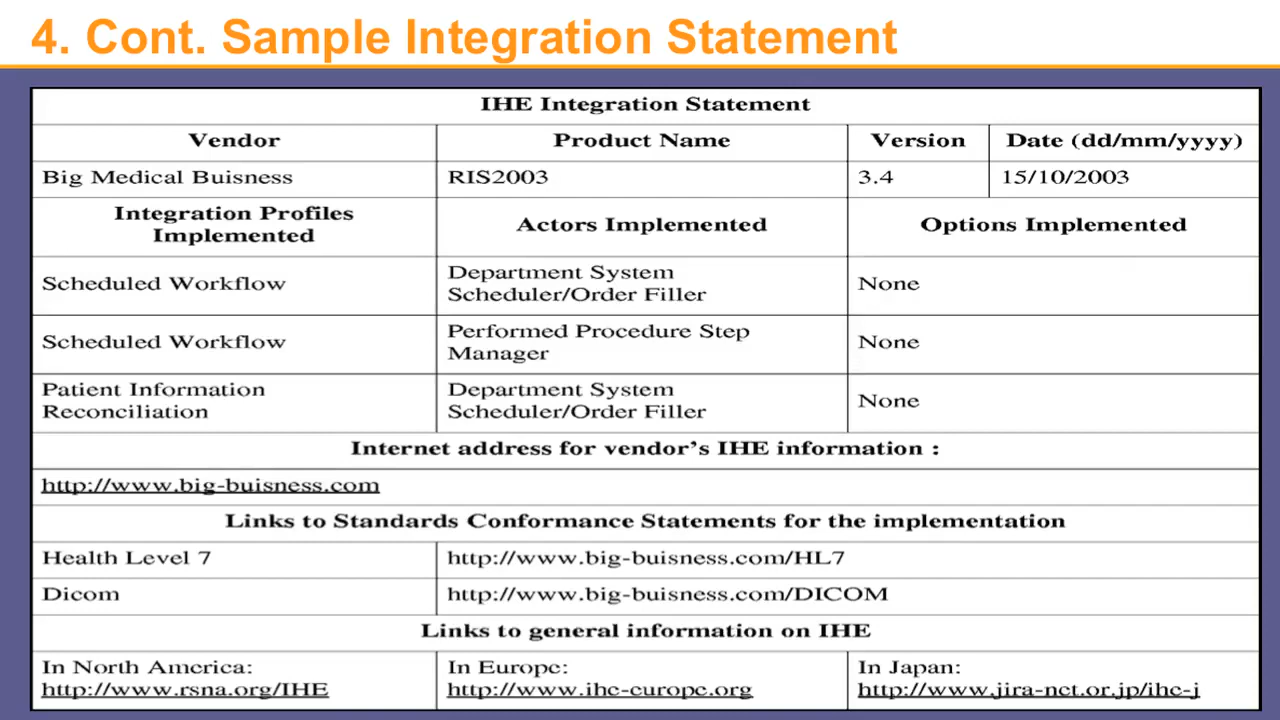 4. Cont. Sample Integration Statement
IHE Integration Statement
Vendor
Product Name
Version
Date (dd/mm/yyyy)
Big Medical Buisness
RIS2003
3.4
15/10/2003
Integration Profiles
Implemented
Actors Implemented
Options Implemented
Scheduled Workflow
Department System
Scheduler/Order Filler
None
Scheduled Workflow
Performed Procedure Step
Manager
None
Patient Information
Reconciliation
Department System
Scheduler/Order Filler
None
Internet address for vendor's IHE information :
http://www.big-buisness.com
Links to Standards Conformance Statements for the implementation
Health Level 7
http://www.big-buisness.com/HL7
Dicom
http://www.big-buisness.com/DICOM
Links to general information on IHE
In North America:
http://www.rsna.org/IHE
In Europe:
http://www.ihe-europe.org
In Japan:
http://www.jira-net.or.jp/ihe-j